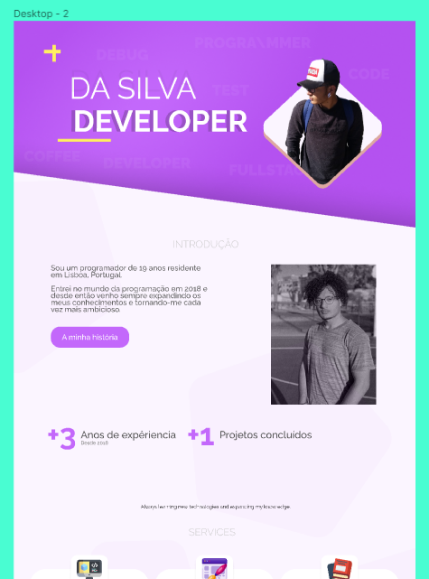 Desktop - 2
PROGRAMMER
DEBUG
CODE
TEST
DA SILVA
DEVELOPER
COFFEE
DEVELOPER
INTRODUÇÃO
Sou um programador de 19 anos residente
em Lisboa, Portugal.
Entrei no mundo da programação em 2018 e
desde então venho sempre expandindo os
meus conhecimentos e tornando-me cada
vez mais ambicioso.
A minha história
+3 Anos de expêriencia
Desde 2018
+1 Projetos concluídos
Always learning new technologies and expanding my knowledge.
SERVICES